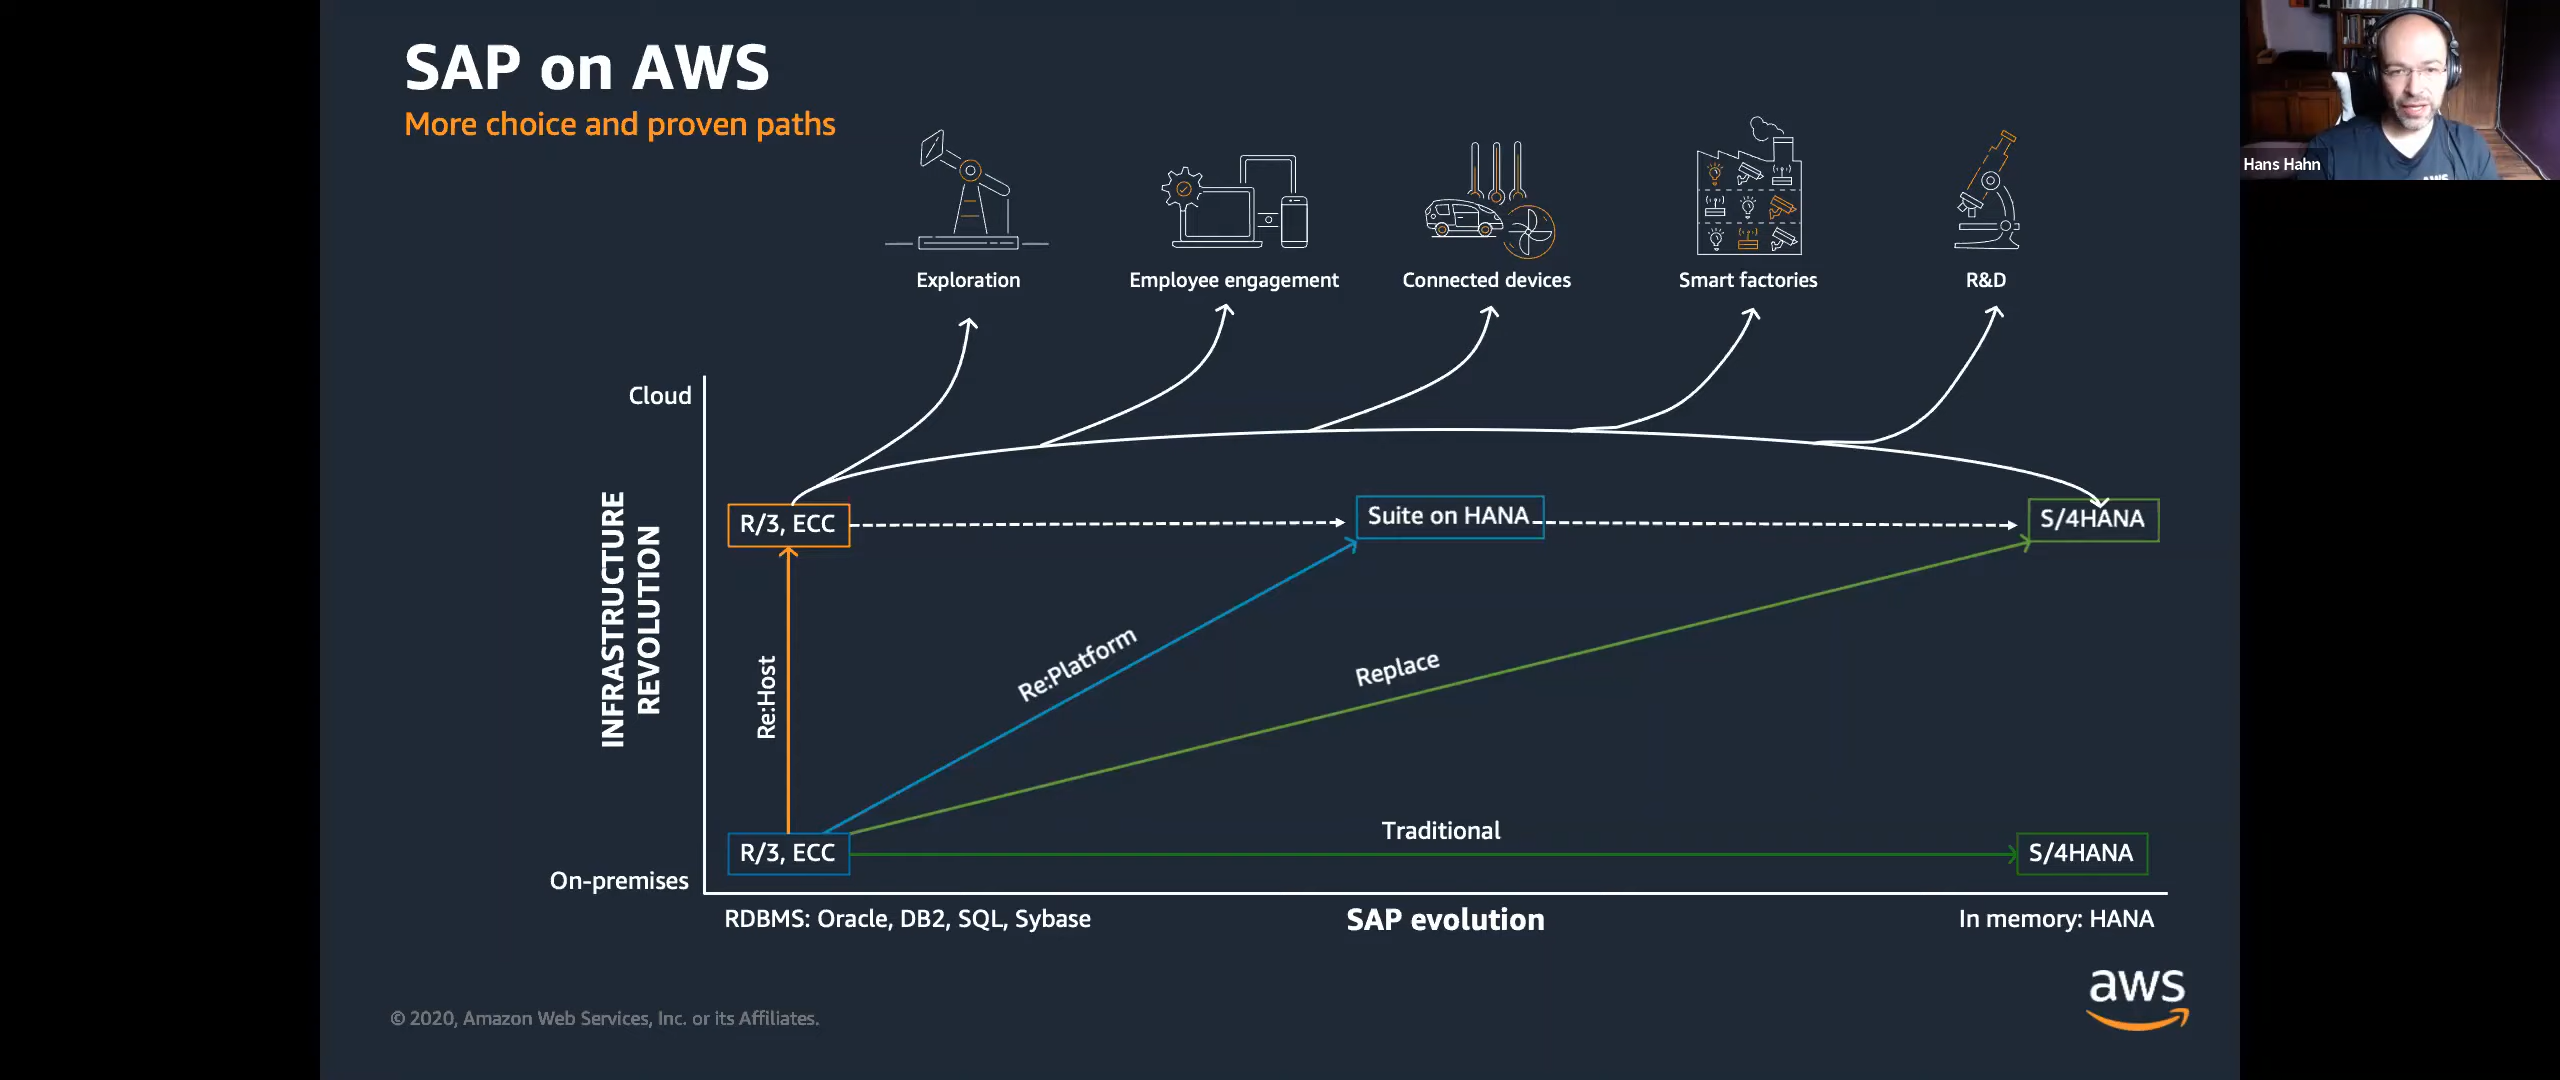 SAP on AWS
More choice and proven paths
Hans Hahn
AWS
Exploration
Employee engagement
Connected devices
Smart factories
R&D
Cloud
INFRASTRUCTURE
REVOLUTION
R/3, ECC
Suite on HANA
S/4HANA
Re:Host
Re:Platform
Replace
Traditional
R/3, ECC
S/4HANA
On-premises
RDBMS: Oracle, DB2, SQL, Sybase
SAP evolution
In memory: HANA
aws
© 2020, Amazon Web Services, Inc. or its Affiliates.